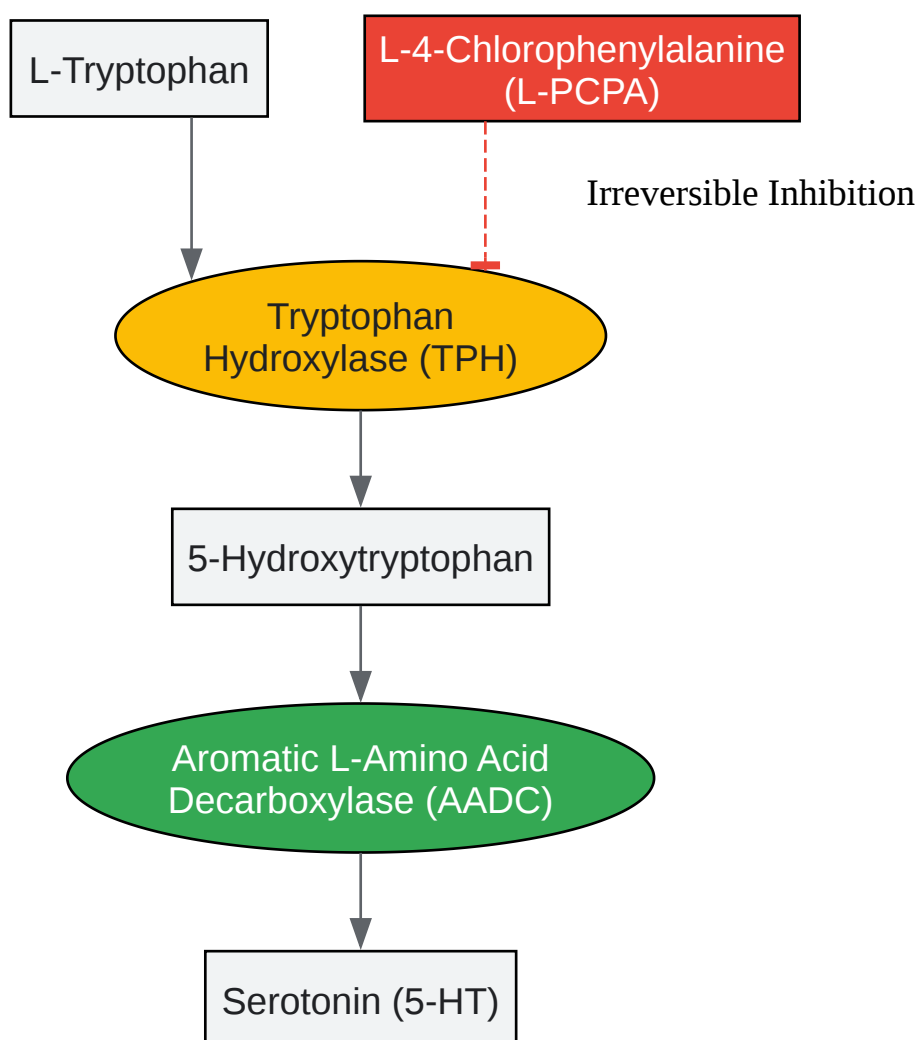 L-Tryptophan
L-4-Chlorophenylalanine
(L-PCPA)
Irreversible Inhibition
Tryptophan
Hydroxylase (TPH)
5-Hydroxytryptophan
Aromatic L-Amino Acid
Decarboxylase (AADC)
Serotonin (5-HT)